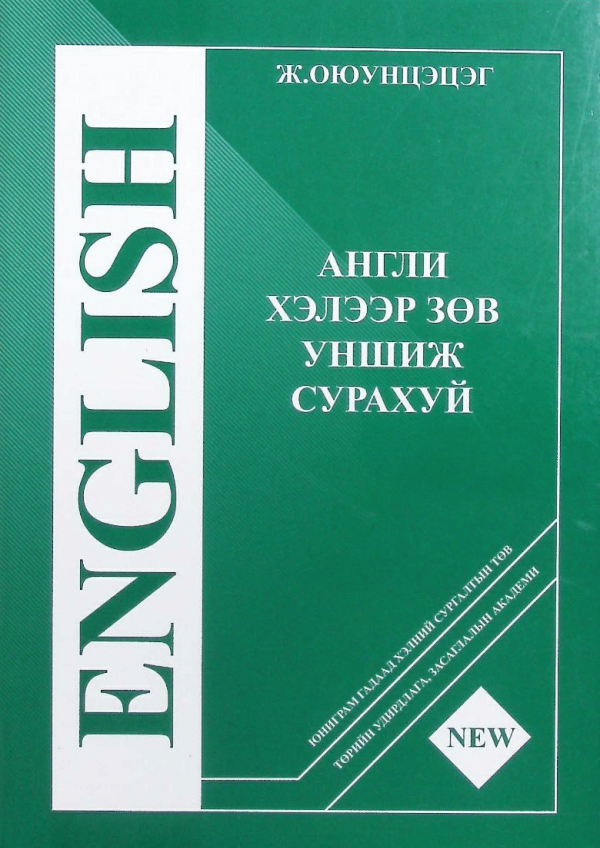 Ж.ОЮУНЦЭЦЭГ
ENGLISH
АНГЛИ
ХЭЛЭЭР ЗӨВ
УНШИЖ
СУРАХУЙ
ЮНИГРАМ ГАДААД ХЭЛНИЙ СУРГАЛТЫН ТӨВ
ТӨРИЙН УДИРДЛАГА, ЗАСАГЛАЛЫН АКАДЕМИ
NEW